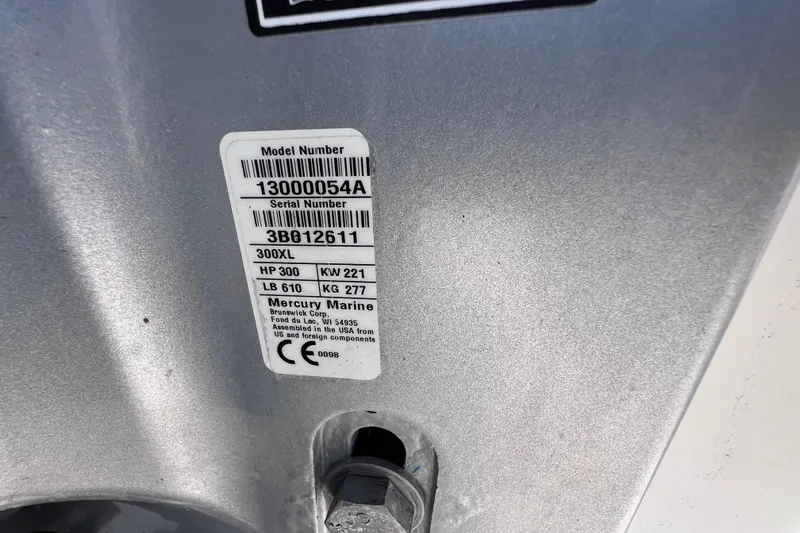 Model Number
13000054A
Serial Number
3B012611
300XL
HP 300 KW 221
LB 610 KG 277
Mercury Marine
Brunswick Corp.
Fond du Lac, WI 54935
Assembled in the USA from
US and foreign components
CE 0098